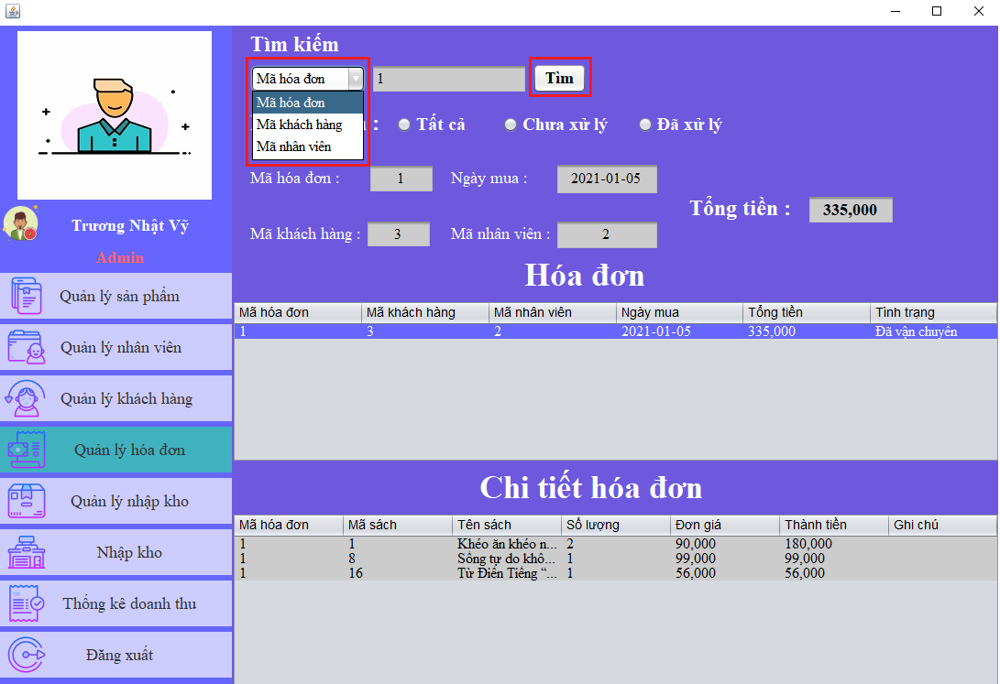 Tìm kiếm
Mã hóa đơn 1 Tìm
Mã hóa đơn
Mã khách hàng
Mã nhân viên
: Tất cả Chưa xử lý Đã xử lý
Mã hóa đơn : 1 Ngày mua : 2021-01-05
Tổng tiền : 335,000
Mã khách hàng : 3 Mã nhân viên : 2
Trương Nhật Vỹ
Admin
Quản lý sản phẩm
Quản lý nhân viên
Quản lý khách hàng
Quản lý hóa đơn
Quản lý nhập kho
Nhập kho
Thống kê doanh thu
Đăng xuất
Hóa đơn
Mã hóa đơn Mã khách hàng Mã nhân viên Ngày mua Tổng tiền Tình trạng
1 3 2 2021-01-05 335,000 Đã vận chuyển
Chi tiết hóa đơn
Mã hóa đơn Mã sách Tên sách Số lượng Đơn giá Thành tiền Ghi chú
1 1 Khéo ăn khéo n... 2 90,000 180,000
1 8 Sống tự do khô... 1 99,000 99,000
1 16 Từ Điển Tiếng “... 1 56,000 56,000